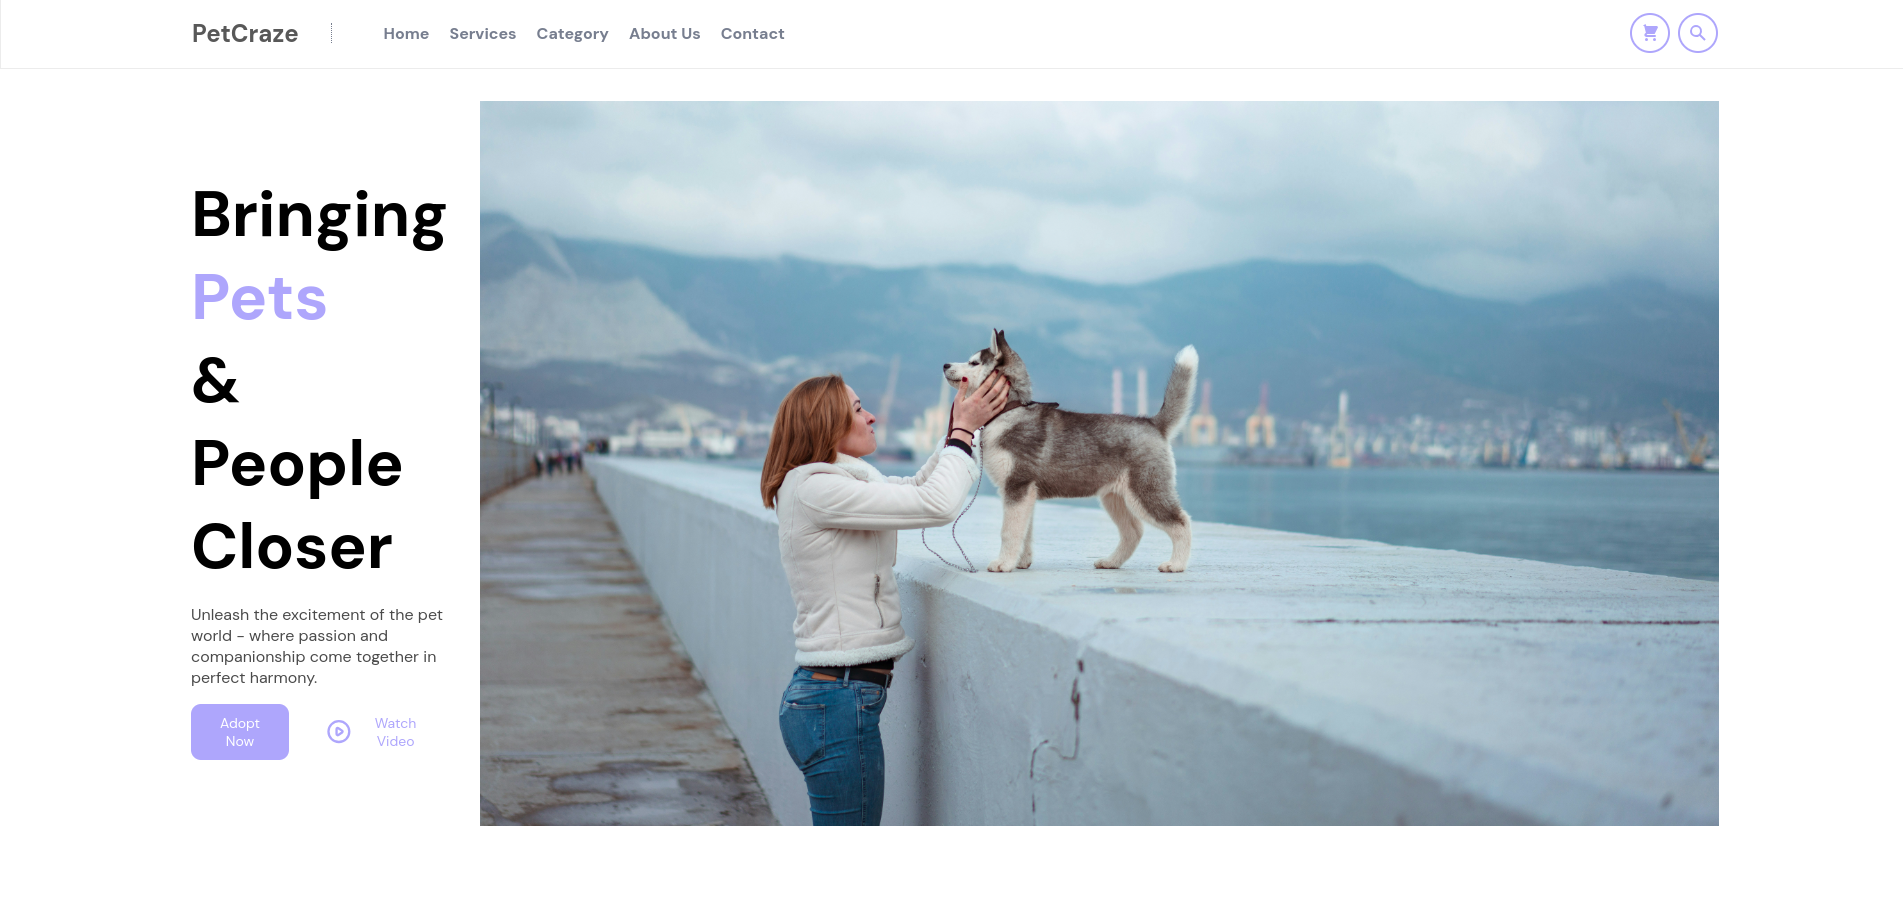 PetCraze
Home Services Category About Us Contact
Bringing
Pets
&
People
Closer
Unleash the excitement of the pet
world - where passion and
companionship come together in
perfect harmony.
Adopt
Now
Watch
Video